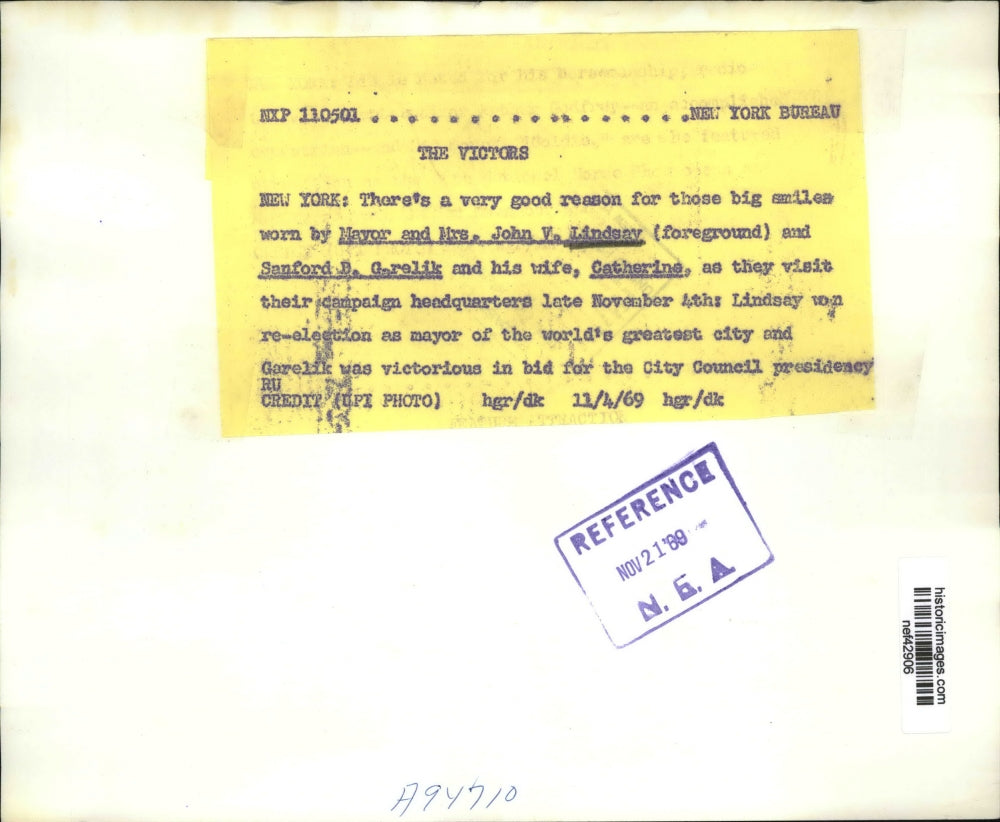 NXP 110501 . . . . . . . . . . . . . . . . . .NEW YORK BUREAU
THE VICTORS
NEW YORK: There's a very good reason for those big smiles
worn by Mayor and Mrs. John V. Lindsay (foreground) and
Sanford D. Garelik and his wife, Catherine, as they visit
their campaign headquarters late November 4th: Lindsay won
re-election as mayor of the world's greatest city and
Garelik was victorious in bid for the City Council presidency
RU
CREDIT (UPI PHOTO) hgr/dk 11/4/69 hgr/dk
REFERENCE
NOV 21 '69
N. E. A
historicimages.com
nef42906
A94710